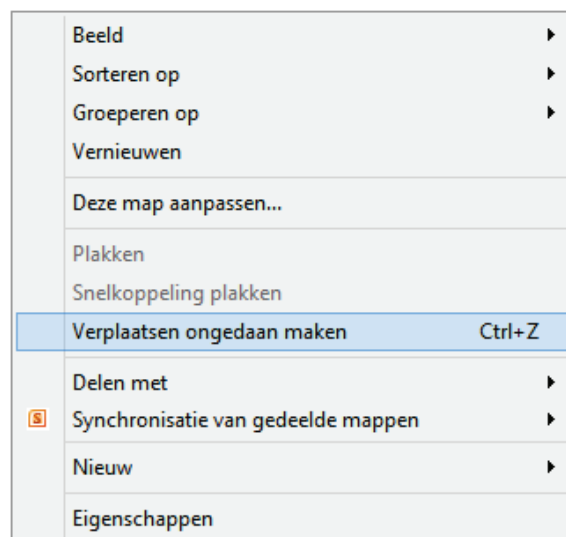 Beeld
Sorteren op
Groeperen op
Vernieuwen
Deze map aanpassen...
Plakken
Snelkoppeling plakken
Verplaatsen ongedaan maken Ctrl+Z
Delen met
S Synchronisatie van gedeelde mappen
Nieuw
Eigenschappen